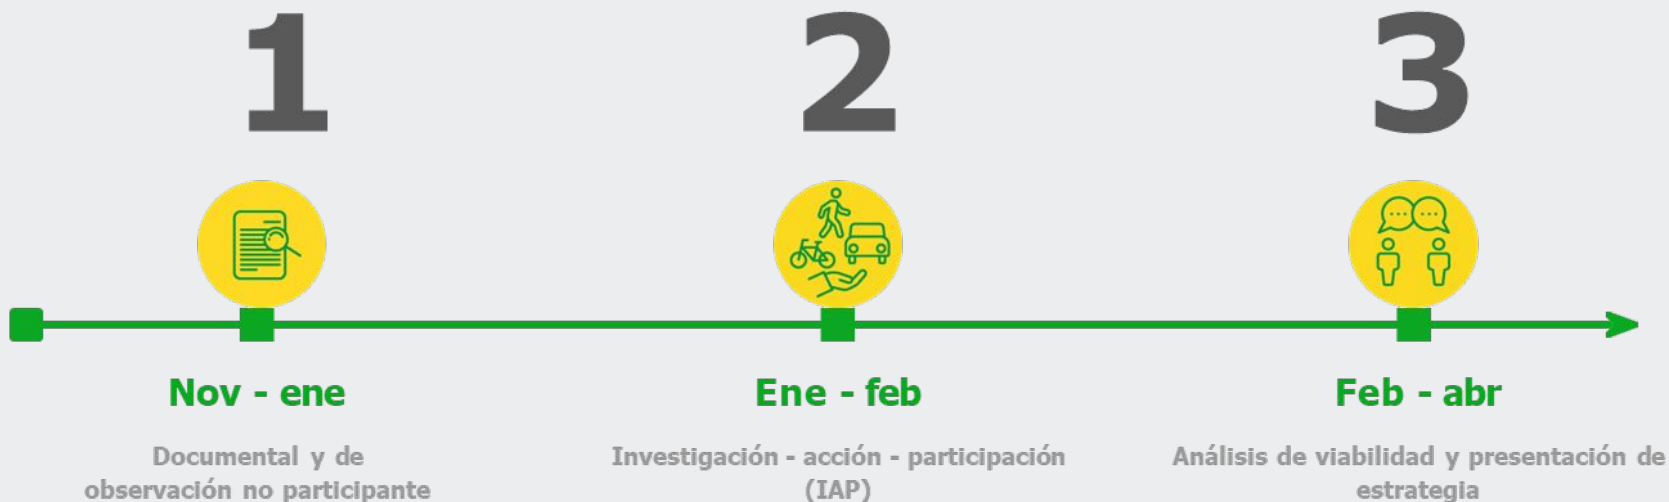 1
2
3
Nov - ene
Ene - feb
Feb - abr
Documental y de
observación no participante
Investigación - acción - participación
(IAP)
Análisis de viabilidad y presentación de
estrategia